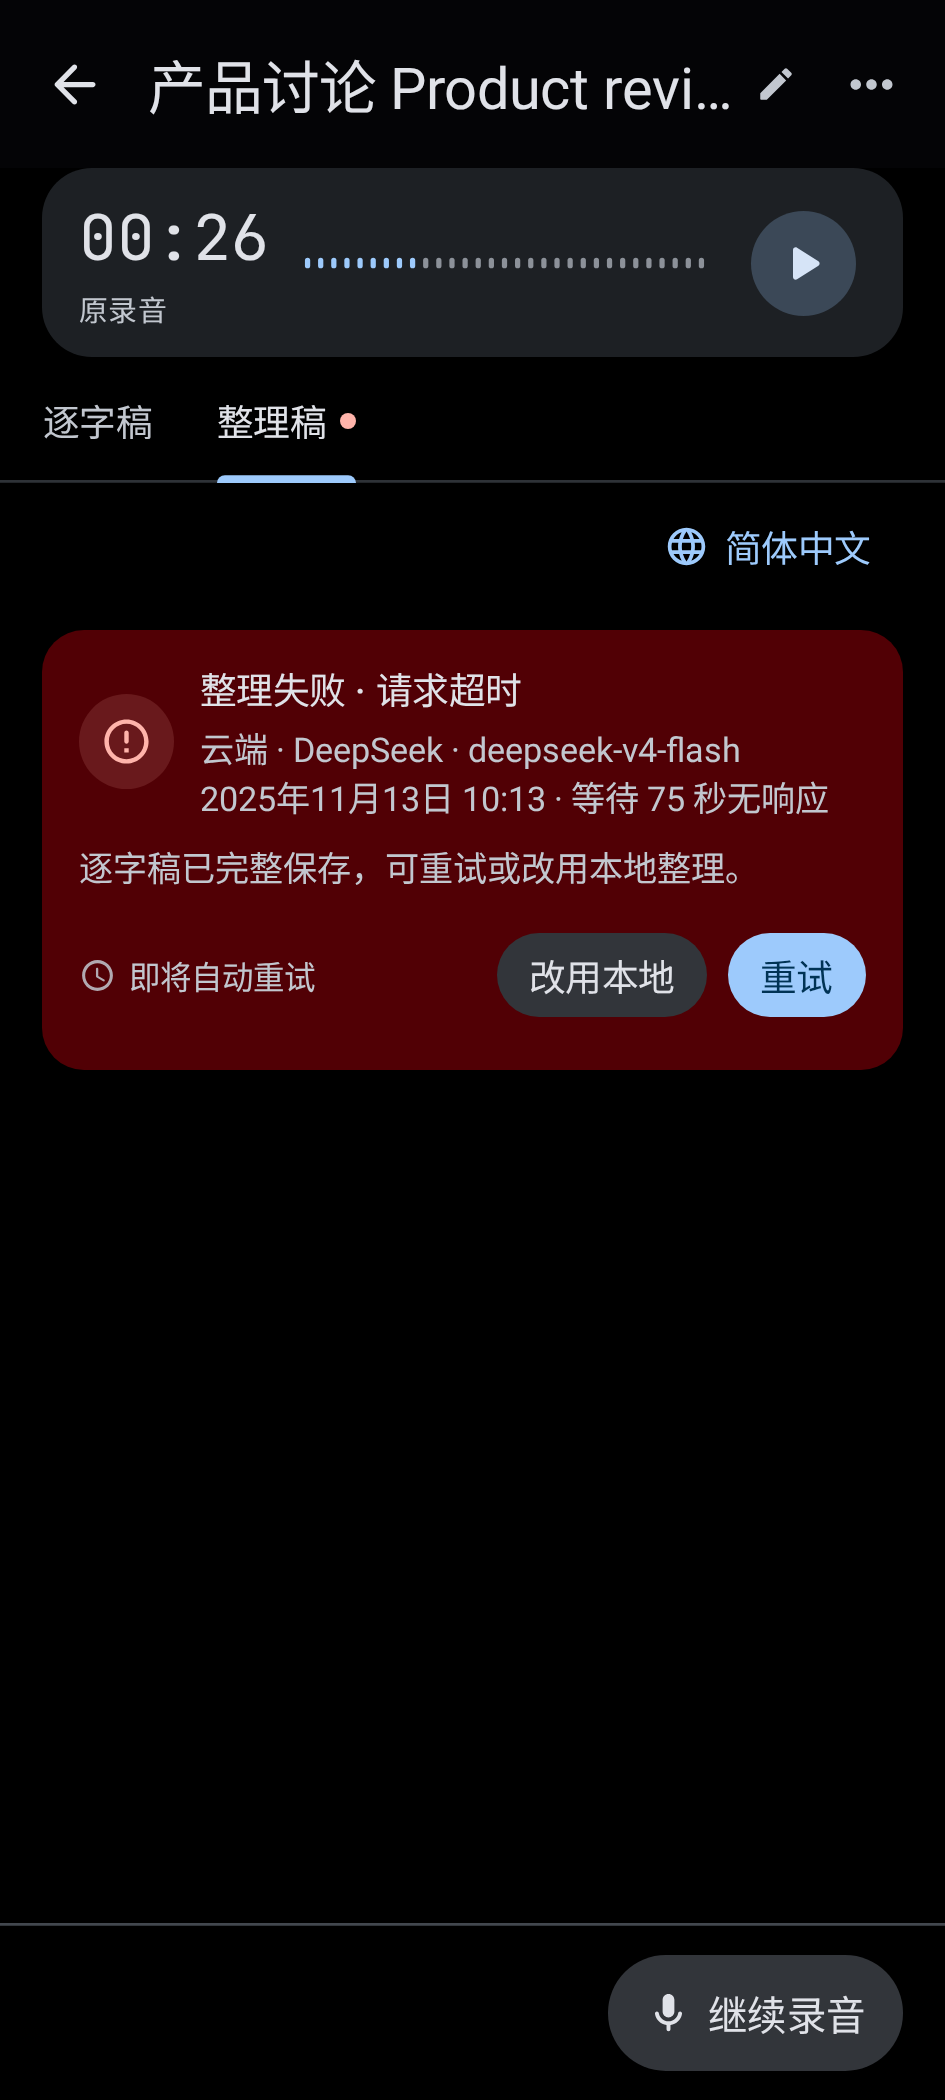 产品讨论 Product revi...
00:26
原录音
逐字稿 整理稿
简体中文
整理失败 · 请求超时
云端 · DeepSeek · deepseek-v4-flash
2025年11月13日 10:13 · 等待 75 秒无响应
逐字稿已完整保存，可重试或改用本地整理。
即将自动重试 改用本地 重试
继续录音